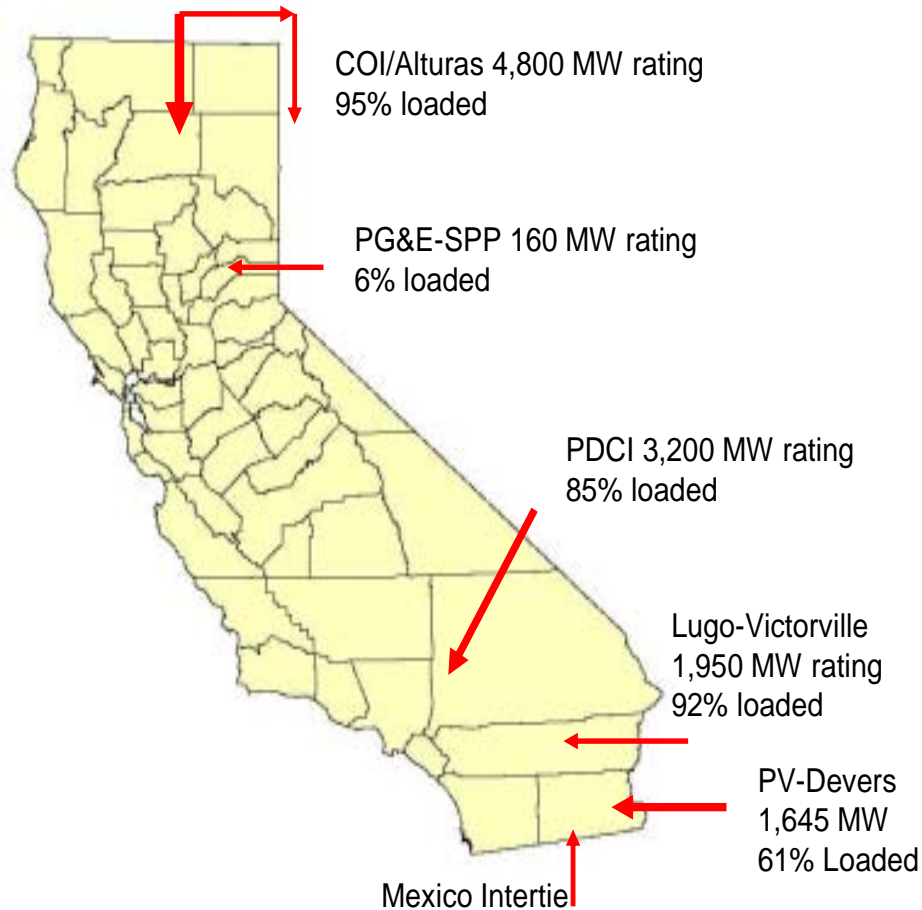 COI/Alturas 4,800 MW rating
95% loaded
PG&E-SPP 160 MW rating
6% loaded
PDCI 3,200 MW rating
85% loaded
Lugo-Victorville
1,950 MW rating
92% loaded
PV-Devers
1,645 MW
61% Loaded
Mexico Intertie